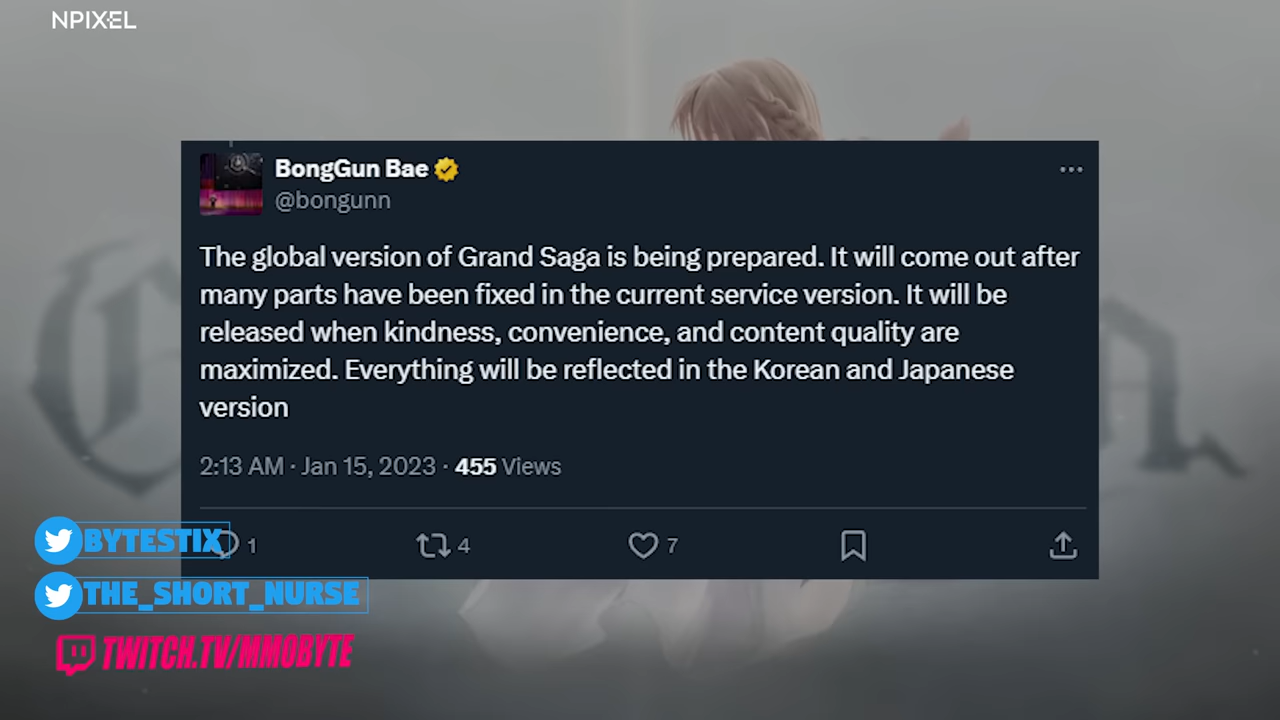 NPIXEL
BongGun Bae
@bongunn
The global version of Grand Saga is being prepared. It will come out after
many parts have been fixed in the current service version. It will be
released when kindness, convenience, and content quality are
maximized. Everything will be reflected in the Korean and Japanese
version
2:13 AM · Jan 15, 2023 · 455 Views
1 4 7
BYTESTIX
THE_SHORT_NURSE
TWITCH.TV/MMOBYTE